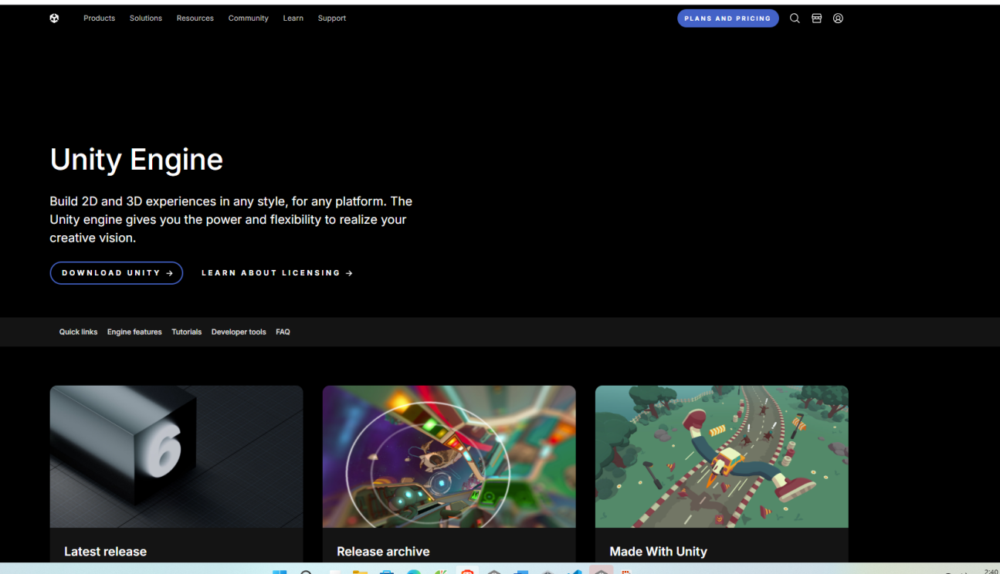 Products Solutions Resources Community Learn Support PLANS AND PRICING
Unity Engine
Build 2D and 3D experiences in any style, for any platform. The
Unity engine gives you the power and flexibility to realize your
creative vision.
DOWNLOAD UNITY → LEARN ABOUT LICENSING →
Quick links Engine features Tutorials Developer tools FAQ
6
Latest release Release archive Made With Unity
2:40